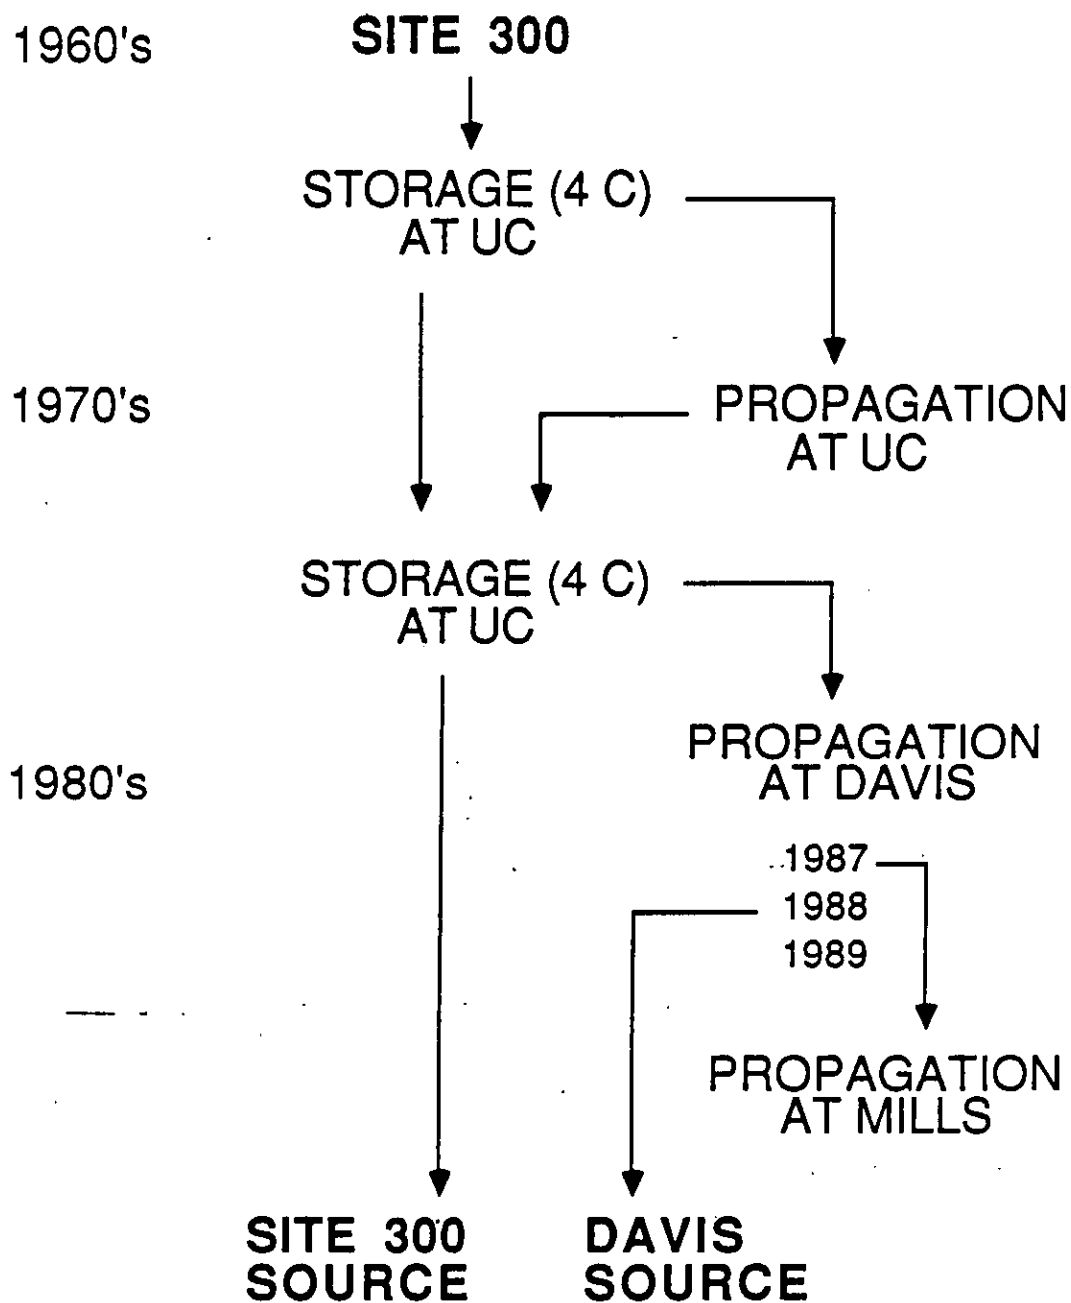 1960's
SITE 300
STORAGE (4 C)
AT UC
1970's
PROPAGATION
AT UC
STORAGE (4 C)
AT UC
PROPAGATION
AT DAVIS
1980's
1987
1988
1989
PROPAGATION
AT MILLS
SITE 300
SOURCE
DAVIS
SOURCE